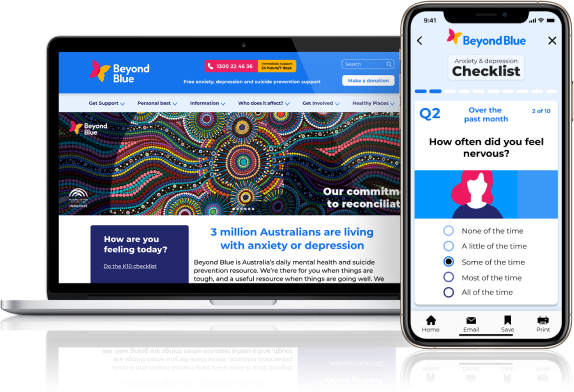 Beyond
Blue
1300 22 46 36
Immediate support
24 hours/7 days
Free anxiety, depression and suicide prevention support
Search
Make a donation
Get Support
Personal best
Information
Who does it affect?
Get Involved
Healthy Places
Beyond
Blue
Our commitm
to reconciliat
How are you
feeling today?
Do the K10 checklist
3 million Australians are living
with anxiety or depression
Beyond Blue is Australia's daily mental health and suicide
prevention resource. We're there for you when things are
tough, and a useful resource when things are going well. We
9:41
Beyond Blue
Anxiety & depression
Checklist
Q2
Over the
past month
2 of 10
How often did you feel
nervous?
None of the time
A little of the time
Some of the time
Most of the time
All of the time
Home
Email
Save
Print